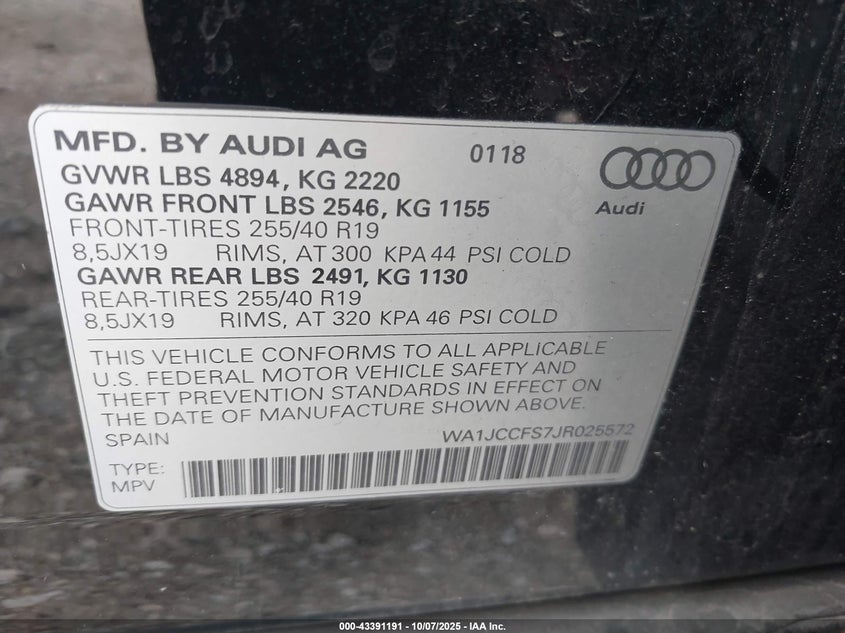 MFD. BY AUDI AG 0118
GVWR LBS 4894, KG 2220
GAWR FRONT LBS 2546, KG 1155
Audi
FRONT-TIRES 255/40 R19
8,5JX19 RIMS, AT 300 KPA 44 PSI COLD
GAWR REAR LBS 2491, KG 1130
REAR-TIRES 255/40 R19
8,5JX19 RIMS, AT 320 KPA 46 PSI COLD
THIS VEHICLE CONFORMS TO ALL APPLICABLE
U.S. FEDERAL MOTOR VEHICLE SAFETY AND
THEFT PREVENTION STANDARDS IN EFFECT ON
THE DATE OF MANUFACTURE SHOWN ABOVE.
SPAIN WA1JCCFS7JR025572
TYPE:
MPV
000-43391191 - 10/07/2025 - IAA Inc.